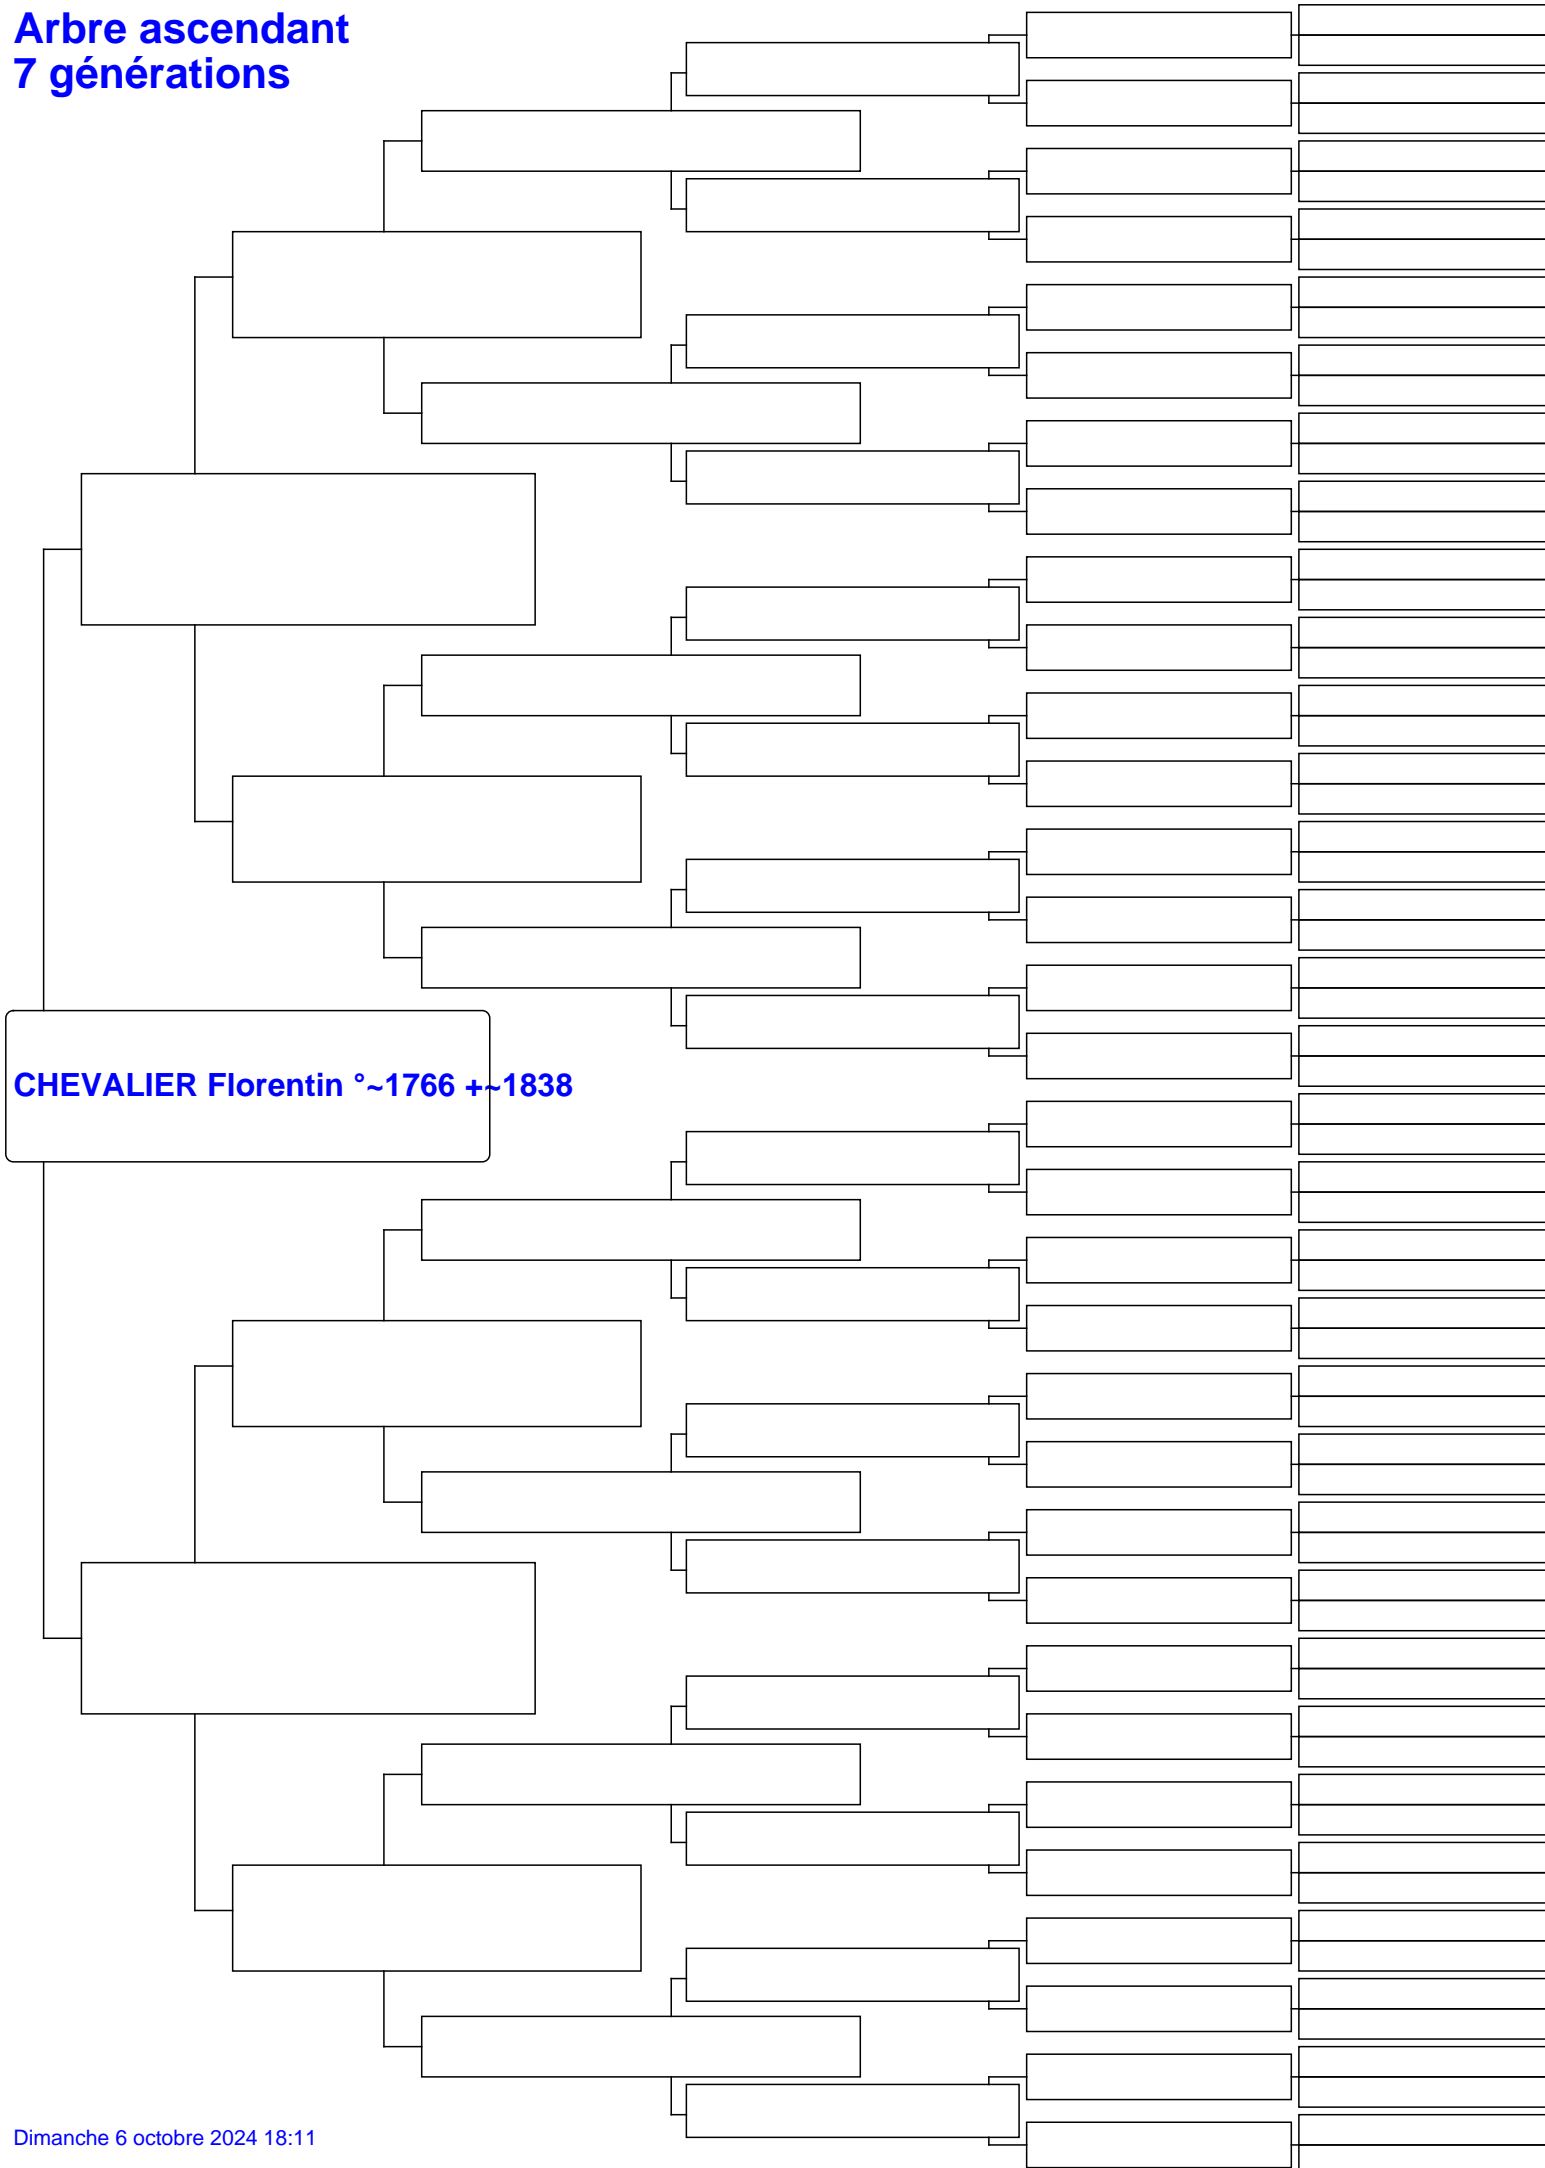 Arbre ascendant
7 générations
CHEVALIER Florentin °~1766 +~1838
Dimanche 6 octobre 2024 18:11